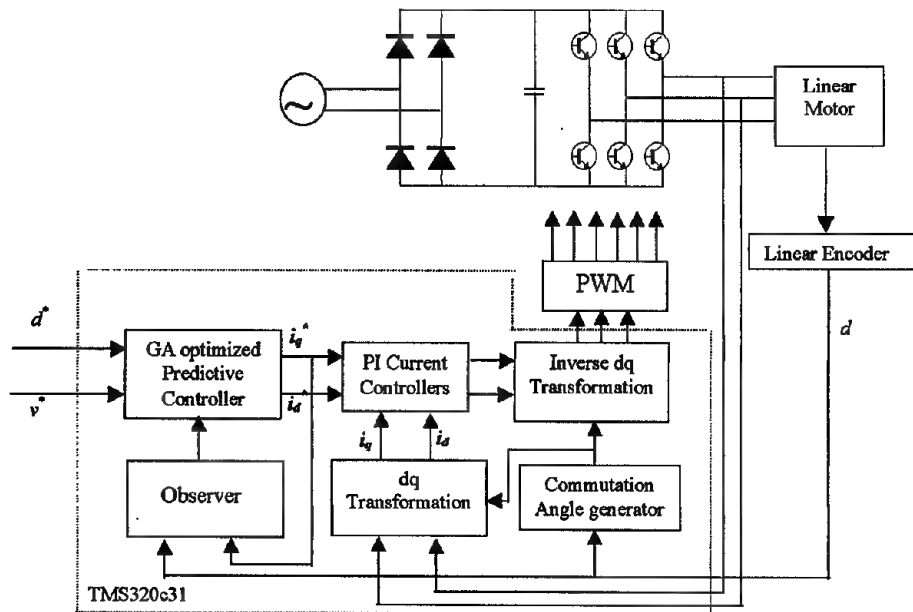 Linear
Motor
Linear Encoder
PWM
d*
d
GA optimized
Predictive
Controller
i_q*
PI Current
Controllers
Inverse dq
Transformation
v*
i_d*
i_q
i_d
Observer
dq
Transformation
Commutation
Angle generator
TMS320c31